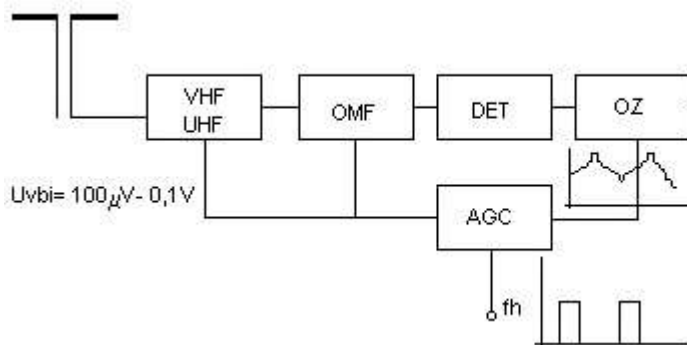 VHF
UHF
OMF
DET
OZ
Uvbi= 100μV- 0,1V
AGC
fh